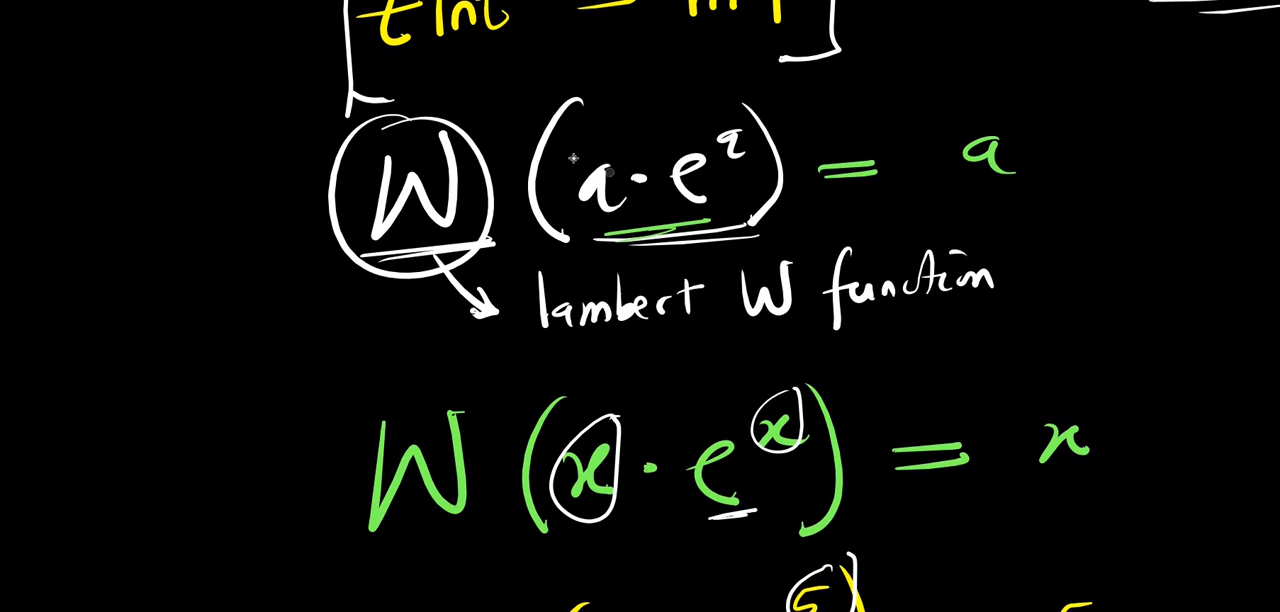 W (a · e^a) = a
lambert W function
W (x · e^x) = x